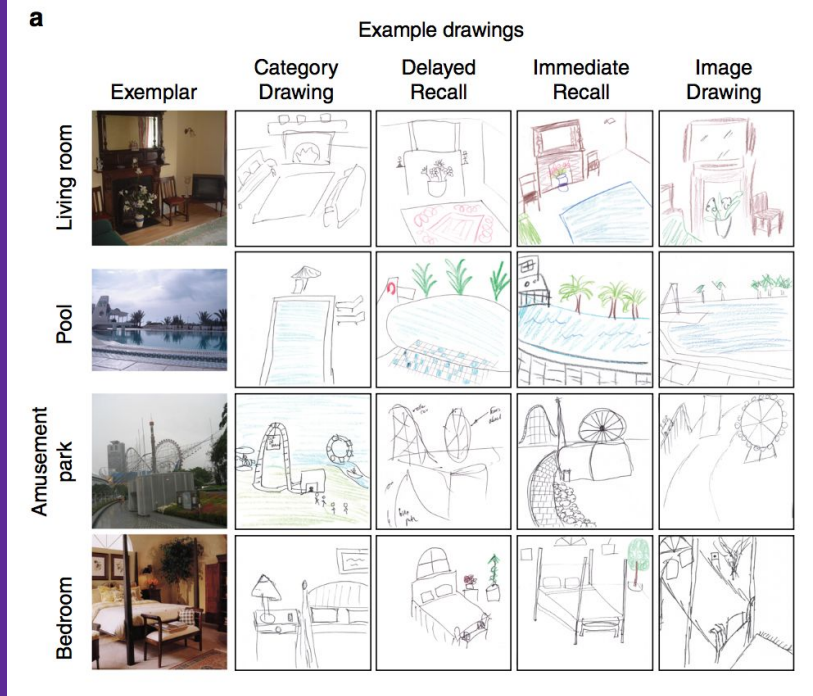 a
Example drawings
Exemplar
Category
Drawing
Delayed
Recall
Immediate
Recall
Image
Drawing
Living room
Pool
Amusement
park
Bedroom